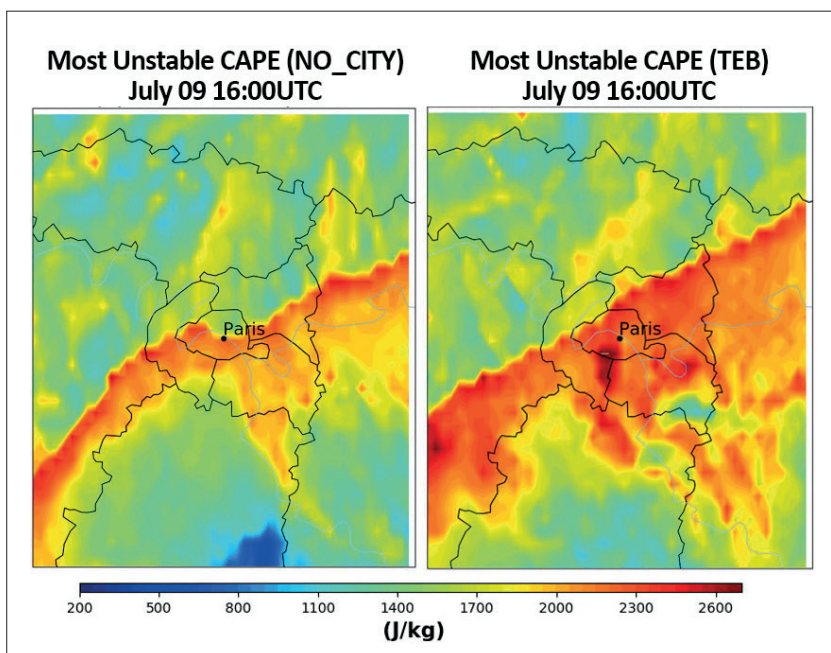 Most Unstable CAPE (NO_CITY)
July 09 16:00UTC
Most Unstable CAPE (TEB)
July 09 16:00UTC
Paris
Paris
200 500 800 1100 1400 1700 2000 2300 2600
(J/kg)